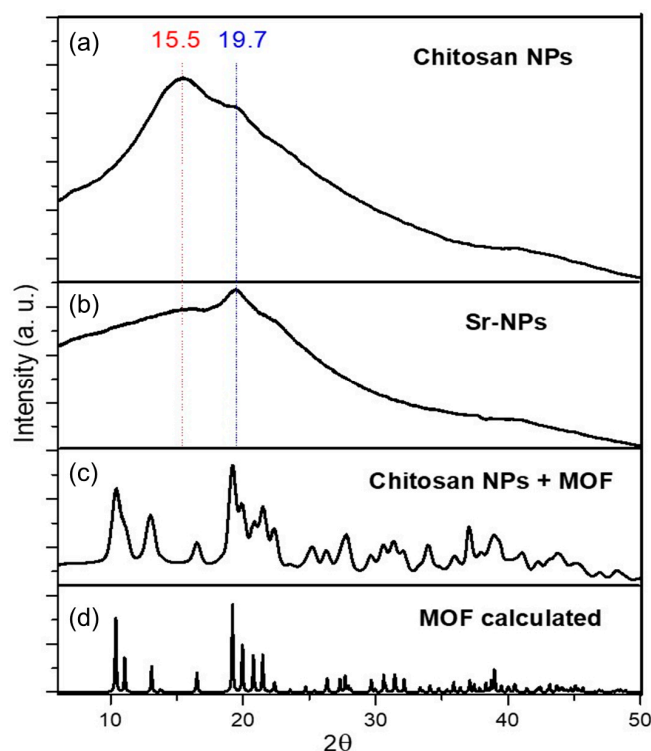 (a) 15.5 19.7 Chitosan NPs
(b) Sr-NPs
Intensity (a. u.)
(c) Chitosan NPs + MOF
(d) MOF calculated
10 20 30 40 50
2θ